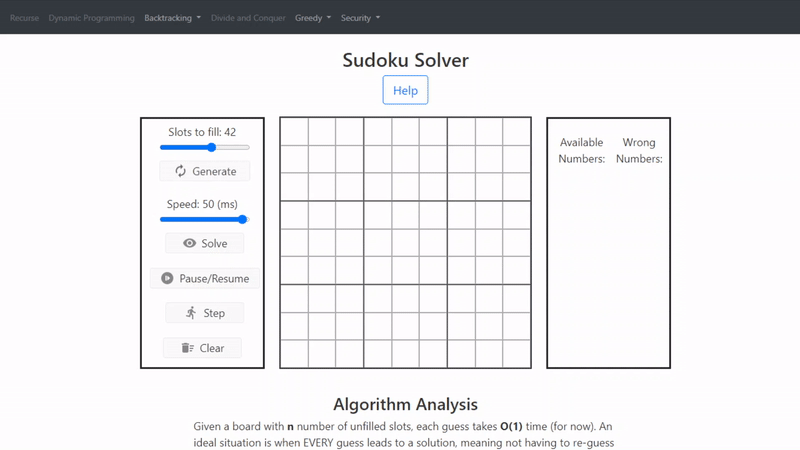 Recurse Dynamic Programming Backtracking Divide and Conquer Greedy Security
Sudoku Solver
Help
Slots to fill: 42
Generate
Speed: 50 (ms)
Solve
Pause/Resume
Step
Clear
Available Numbers:
Wrong Numbers:
Algorithm Analysis
Given a board with n number of unfilled slots, each guess takes O(1) time (for now). An
ideal situation is when EVERY guess leads to a solution, meaning not having to re-guess